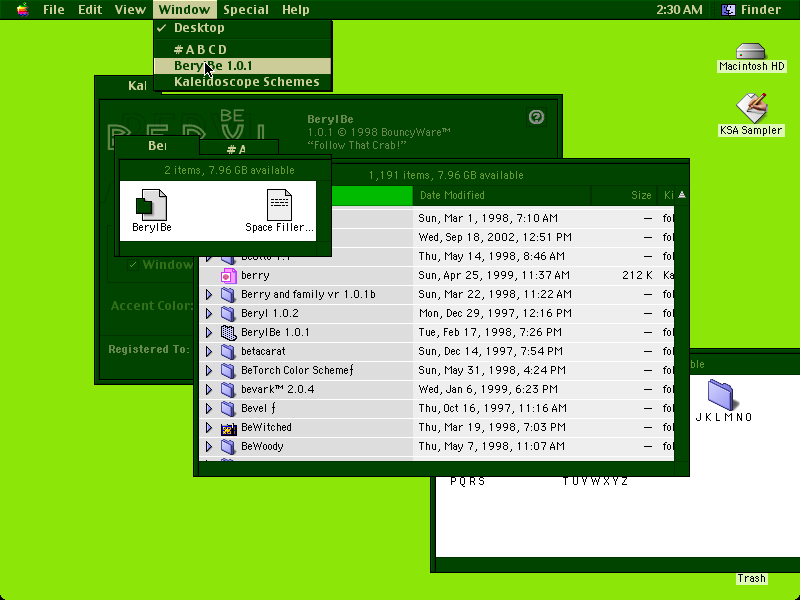 File Edit View Window Special Help 2:30 AM Finder
✓ Desktop
# A B C D
BerylBe 1.0.1
Kaleidoscope Schemes
Macintosh HD
KSA Sampler
Kal
BE
BERYL
BerylBe
1.0.1 © 1998 BouncyWare™
“Follow That Crab!”
Ber
# A
2 items, 7.96 GB available
BerylBe
Space Filler...
✓ Window
Accent Color:
Registered To:
1,191 items, 7.96 GB available
Date Modified Size Ki
Sun, Mar 1, 1998, 7:10 AM — fol
Wed, Sep 18, 2002, 12:51 PM — fol
Thu, May 14, 1998, 8:46 AM — fol
berry Sun, Apr 25, 1999, 11:37 AM 212 K Ka
Berry and family vr 1.0.1b Sun, Mar 22, 1998, 11:22 AM — fol
Beryl 1.0.2 Mon, Dec 29, 1997, 12:16 PM — fol
BerylBe 1.0.1 Tue, Feb 17, 1998, 7:26 PM — fol
betacarat Sun, Dec 14, 1997, 7:54 PM — fol
BeTorch Color Schemeƒ Sun, May 31, 1998, 4:24 PM — fol
bevark™ 2.0.4 Wed, Jan 6, 1999, 6:23 PM — fol
Bevel ƒ Thu, Oct 16, 1997, 11:16 AM — fol
BeWitched Thu, Mar 19, 1998, 7:03 PM — fol
BeWoody Thu, May 7, 1998, 11:07 AM — fol
ble
J K L M N O
P Q R S
T U V W X Y Z
Trash